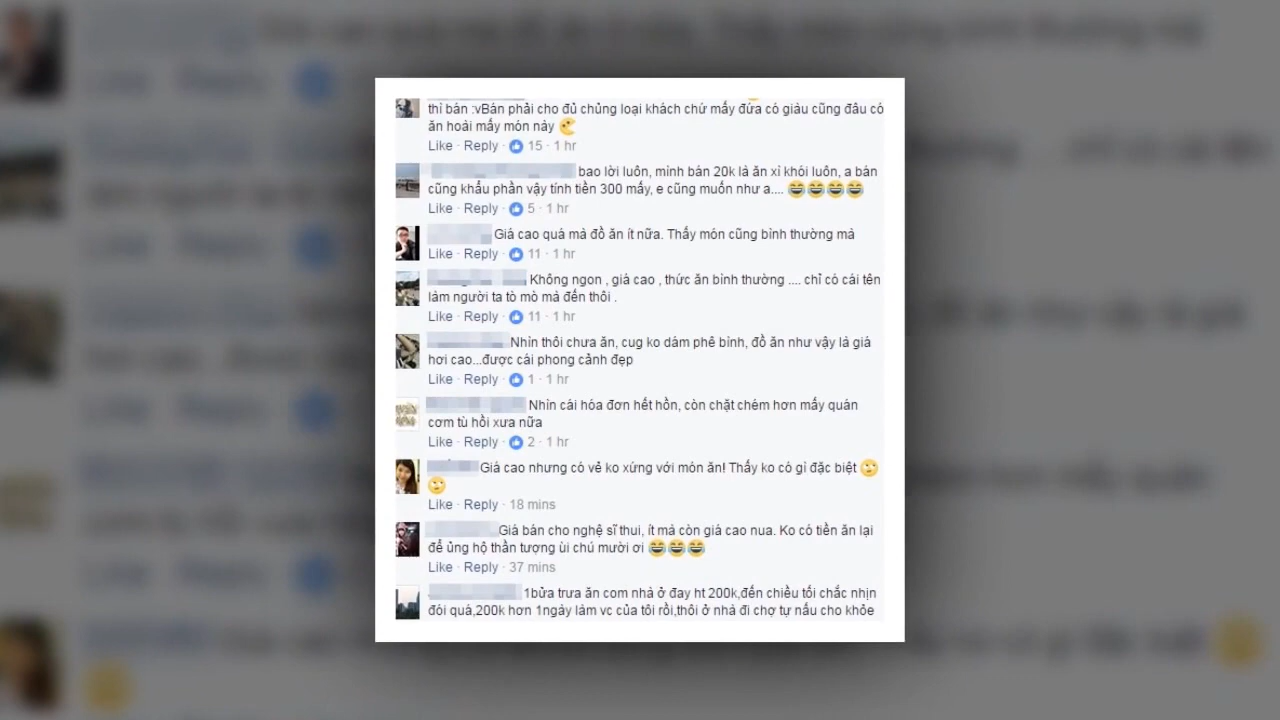 thì bán :vBán phải cho đủ chủng loại khách chứ mấy đứa có giàu cũng đâu có
ăn hoài mấy món này
Like · Reply · 15 · 1 hr
bao lời luôn, mình bán 20k là ăn xỉ khói luôn, a bán
cũng khẩu phần vậy tính tiền 300 mấy, e cũng muốn như a.... 😂😂😂😂
Like · Reply · 5 · 1 hr
Giá cao quá mà đồ ăn ít nữa. Thấy món cũng bình thường mà
Like · Reply · 11 · 1 hr
Không ngon , giá cao , thức ăn bình thường .... chỉ có cái tên
làm người ta tò mò mà đến thôi .
Like · Reply · 11 · 1 hr
Nhìn thôi chưa ăn, cug ko dám phê bình, đồ ăn như vậy là giá
hơi cao...được cái phong cảnh đẹp
Like · Reply · 1 · 1 hr
Nhìn cái hóa đơn hết hồn, còn chặt chém hơn mấy quán
cơm tù hồi xưa nữa
Like · Reply · 2 · 1 hr
Giá cao nhưng có vẻ ko xứng với món ăn! Thấy ko có gì đặc biệt 🙄
🙄
Like · Reply · 18 mins
Giá bán cho nghệ sĩ thui, ít mà còn giá cao nua. Ko có tiền ăn lại
để ủng hộ thần tượng ùi chú mười ơi 😂😂😂
Like · Reply · 37 mins
1bửa trưa ăn com nhà ở đay ht 200k,đến chiều tối chắc nhịn
đói quá,200k hơn 1ngày làm vc của tôi rồi,thôi ở nhà đi chợ tự nấu cho khỏe